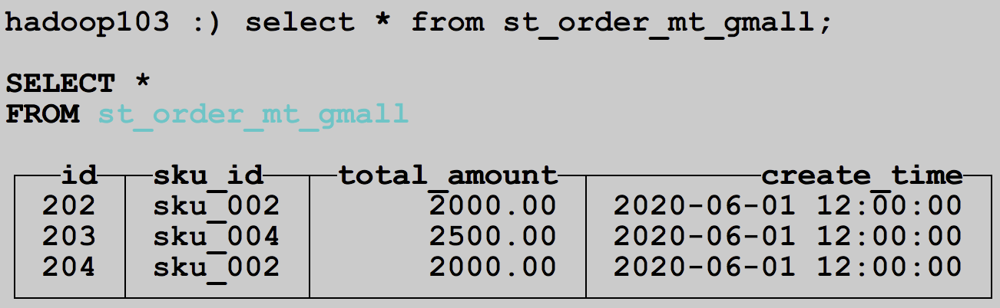 hadoop103 :) select * from st_order_mt_gmall;
SELECT *
FROM st_order_mt_gmall
id sku_id total_amount create_time
202 sku_002 2000.00 2020-06-01 12:00:00
203 sku_004 2500.00 2020-06-01 12:00:00
204 sku_002 2000.00 2020-06-01 12:00:00